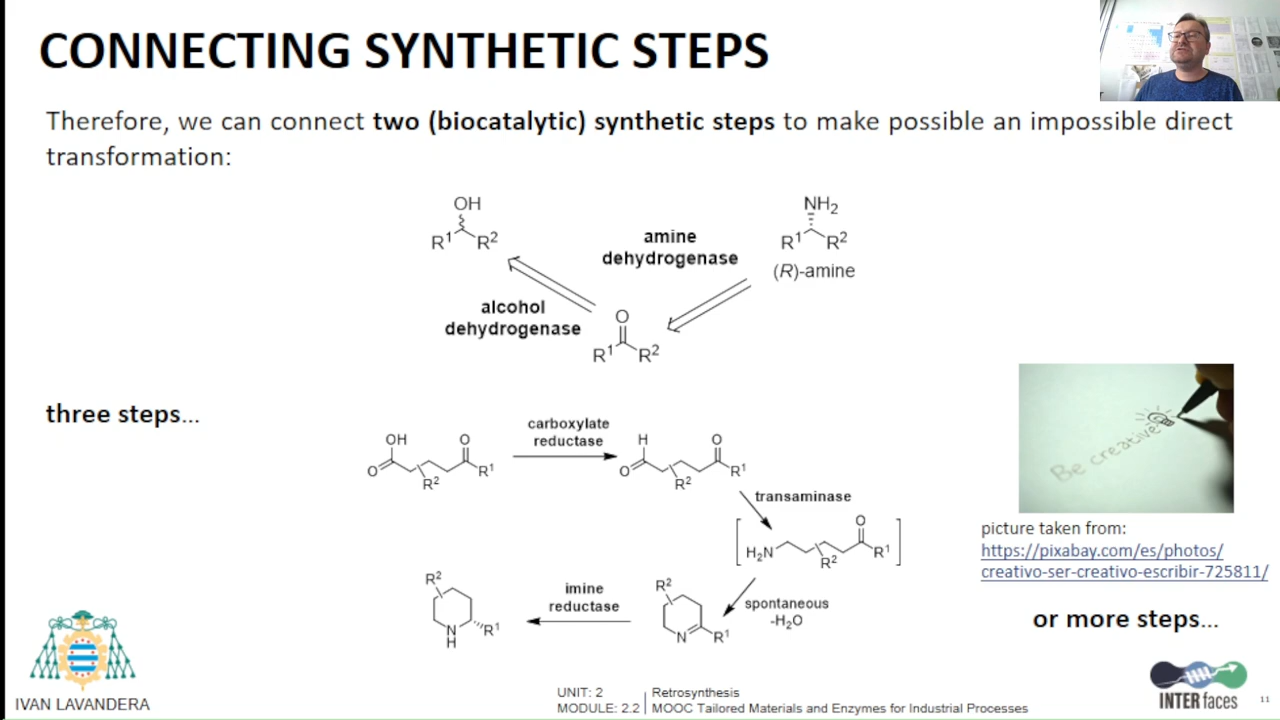 CONNECTING SYNTHETIC STEPS
Therefore, we can connect two (biocatalytic) synthetic steps to make possible an impossible direct
transformation:
OH
R¹ R²
NH₂
R¹ R²
(R)-amine
amine
dehydrogenase
alcohol
dehydrogenase
O
R¹ R²
three steps...
carboxylate
reductase
OH O
O R¹
R²
H O
O R¹
R²
transaminase
O
H₂N R¹
R²
spontaneous
-H₂O
R²
N R¹
imine
reductase
R²
N R¹
H
Be creative
picture taken from:
https://pixabay.com/es/photos/
creativo-ser-creativo-escribir-725811/
or more steps...
IVAN LAVANDERA
UNIT: 2 Retrosynthesis
MODULE: 2.2 MOOC Tailored Materials and Enzymes for Industrial Processes
INTERfaces
11